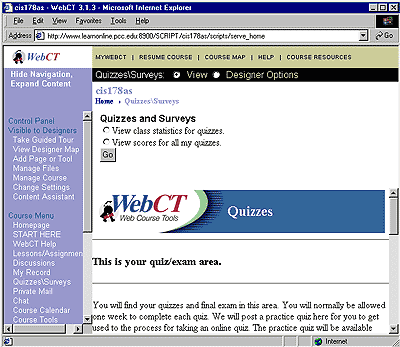 cis178as - WebCT 3.1.3 - Microsoft Internet Explorer
File Edit View Favorites Tools Help
Address http://www.learnonline.pcc.edu:8900/SCRIPT/cis178as/scripts/serve_home Go
WebCT
MYWEBCT | RESUME COURSE | COURSE MAP | HELP | COURSE RESOURCES
Hide Navigation,
Expand Content
Quizzes\Surveys: View Designer Options
cis178as
Home › Quizzes\Surveys
Control Panel
Visible to Designers
Take Guided Tour
View Designer Map
Add Page or Tool
Manage Files
Manage Course
Change Settings
Content Assistant
Course Menu
Homepage
START HERE
WebCT Help
Lessons/Assignmen
Discussions
My Record
Quizzes\Surveys
Private Mail
Chat
Course Calendar
Course Tools
Quizzes and Surveys
View class statistics for quizzes.
View scores for all my quizzes.
Go
WebCT
Web Course Tools
Quizzes
This is your quiz/exam area.
You will find your quizzes and final exam in this area. You will normally be allowed
one week to complete each quiz. We will post a practice quiz here for you to get
used to the process for taking an online quiz. The practice quiz will be available
Internet